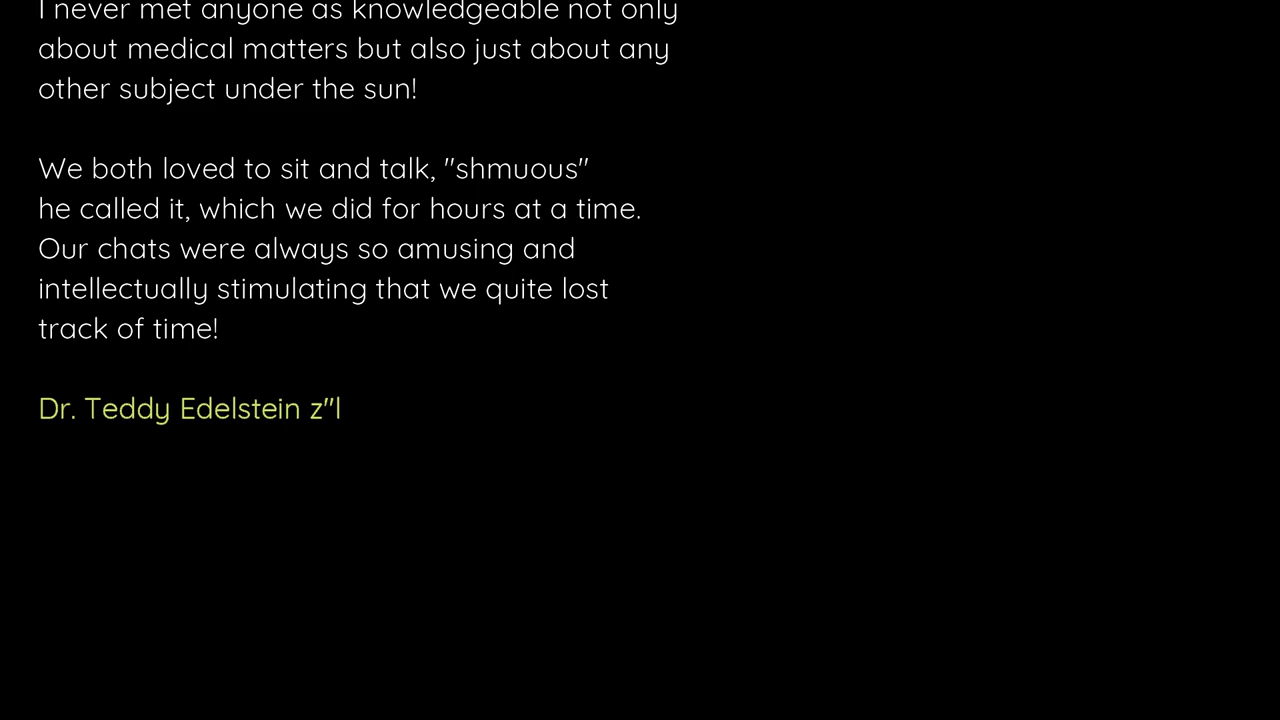 I never met anyone as knowledgeable not only
about medical matters but also just about any
other subject under the sun!
We both loved to sit and talk, "shmuous"
he called it, which we did for hours at a time.
Our chats were always so amusing and
intellectually stimulating that we quite lost
track of time!
Dr. Teddy Edelstein z"l